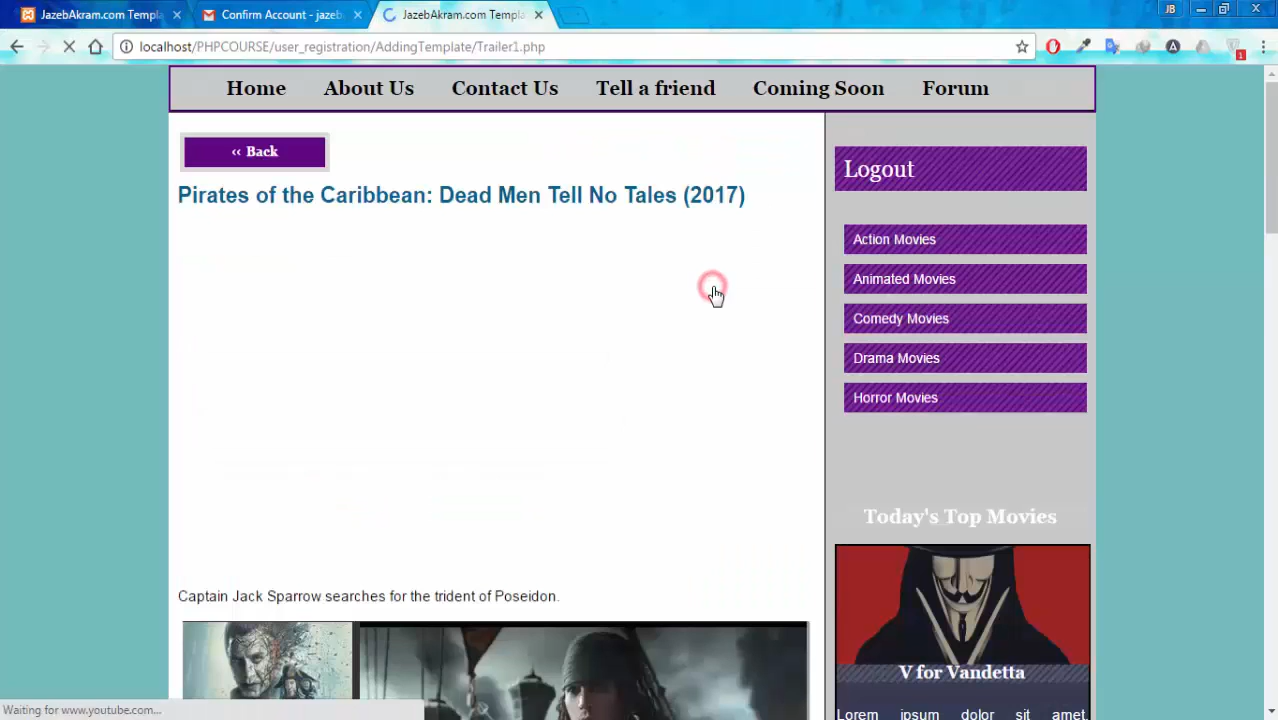 JazebAkram.com Templa
Confirm Account - jazeb
JazebAkram.com Templa
JB
localhost/PHPCOURSE/user_registration/AddingTemplate/Trailer1.php
1
Home About Us Contact Us Tell a friend Coming Soon Forum
‹‹ Back
Pirates of the Caribbean: Dead Men Tell No Tales (2017)
Captain Jack Sparrow searches for the trident of Poseidon.
Logout
Action Movies
Animated Movies
Comedy Movies
Drama Movies
Horror Movies
Today's Top Movies
V for Vandetta
Lorem ipsum dolor sit amet,
Waiting for www.youtube.com...